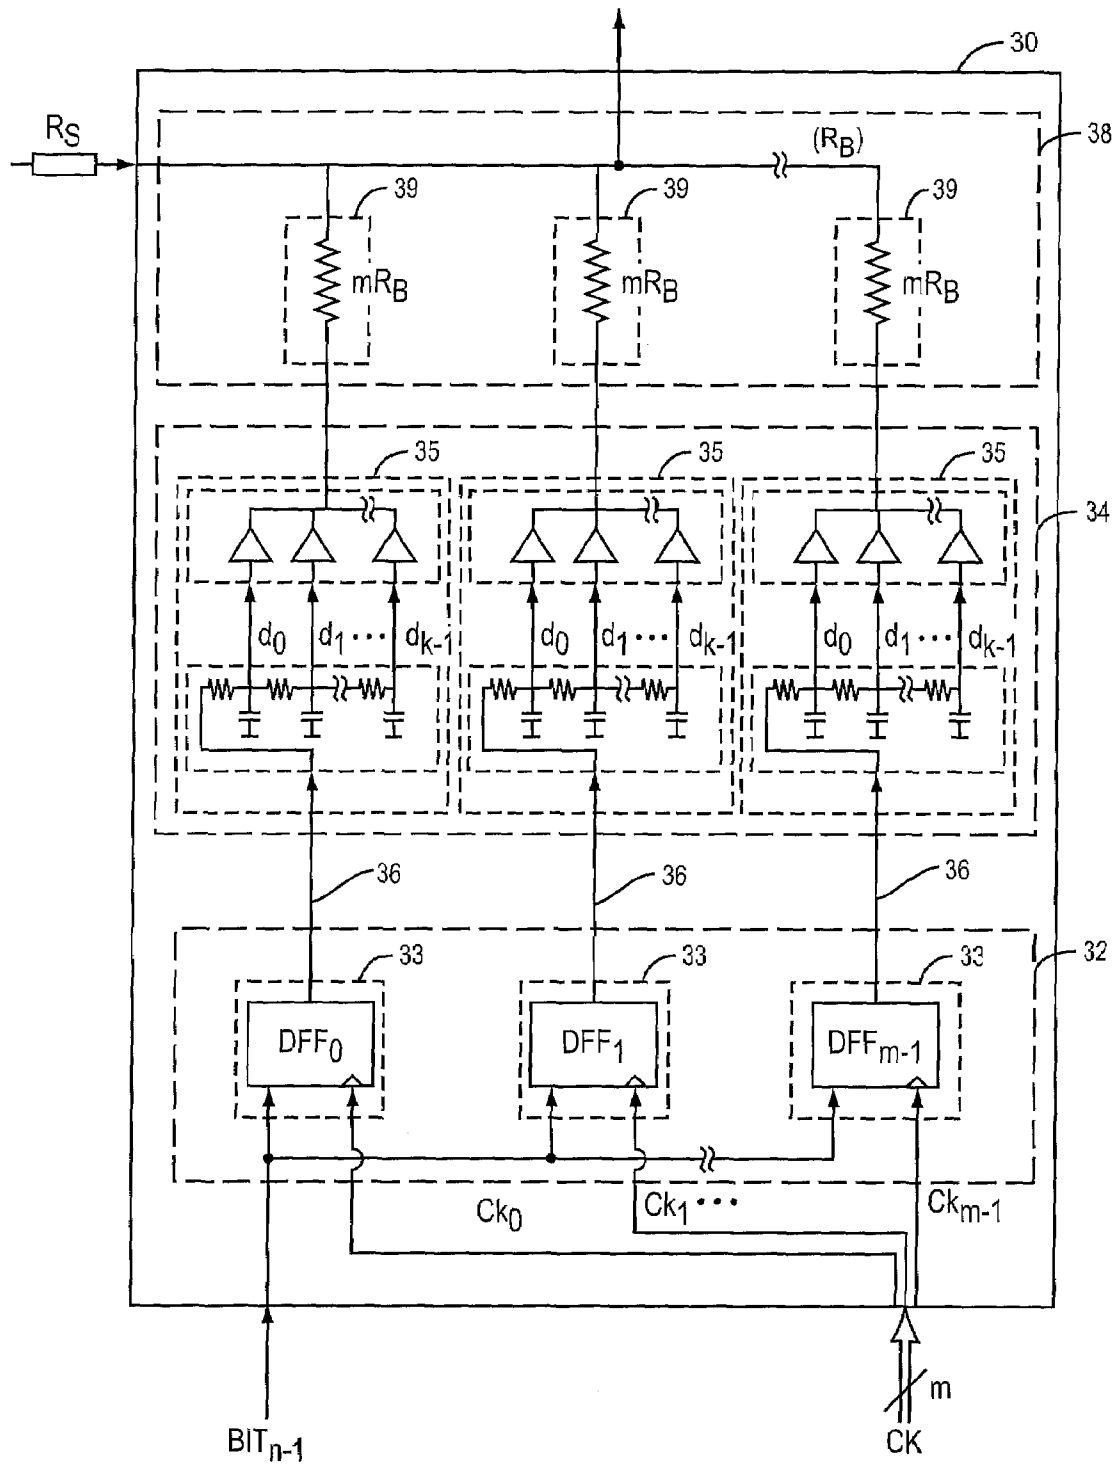 30
R_S
(R_B)
38
39 39 39
mR_B mR_B mR_B
35 35 35
34
d_0 d_1 ••• d_k-1 d_0 d_1 ••• d_k-1 d_0 d_1 ••• d_k-1
36 36 36
32
33 33 33
DFF_0 DFF_1 DFF_m-1
Ck_0 Ck_1 ••• Ck_m-1
m
BIT_n-1 CK